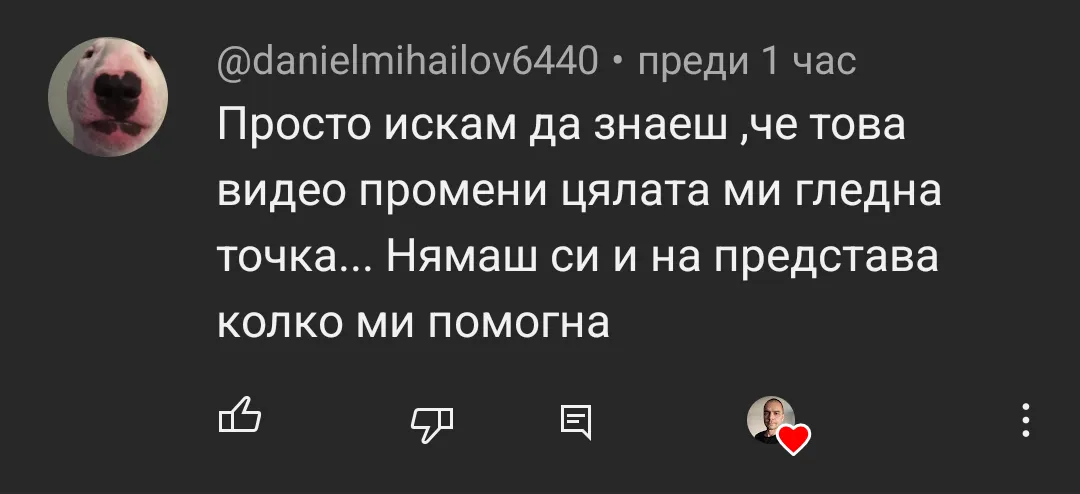 @danielmihailov6440 • преди 1 час
Просто искам да знаеш ,че това
видео промени цялата ми гледна
точка... Нямаш си и на представа
колко ми помогна